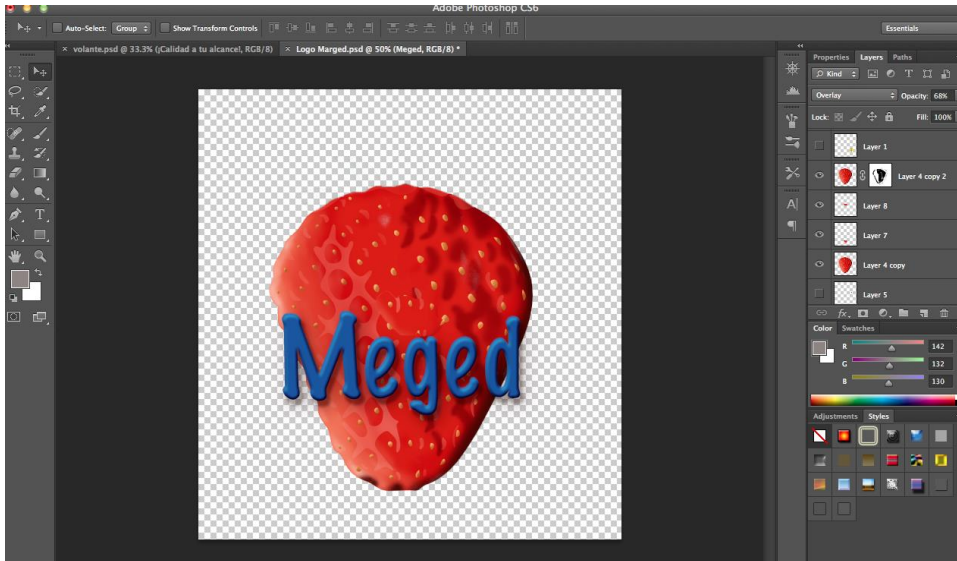 Adobe Photoshop CS6
Auto-Select: Group Show Transform Controls Essentials
× volante.psd @ 33.3% (¡Calidad a tu alcance!, RGB/8) × Logo Marged.psd @ 50% (Meged, RGB/8) *
Properties Layers Paths
Kind
Overlay Opacity: 68%
Lock: Fill: 100%
Layer 1
Layer 4 copy 2
Layer 8
Layer 7
Layer 4 copy
Layer 5
fx.
Color Swatches
R 142
G 132
B 130
Adjustments Styles
Meged